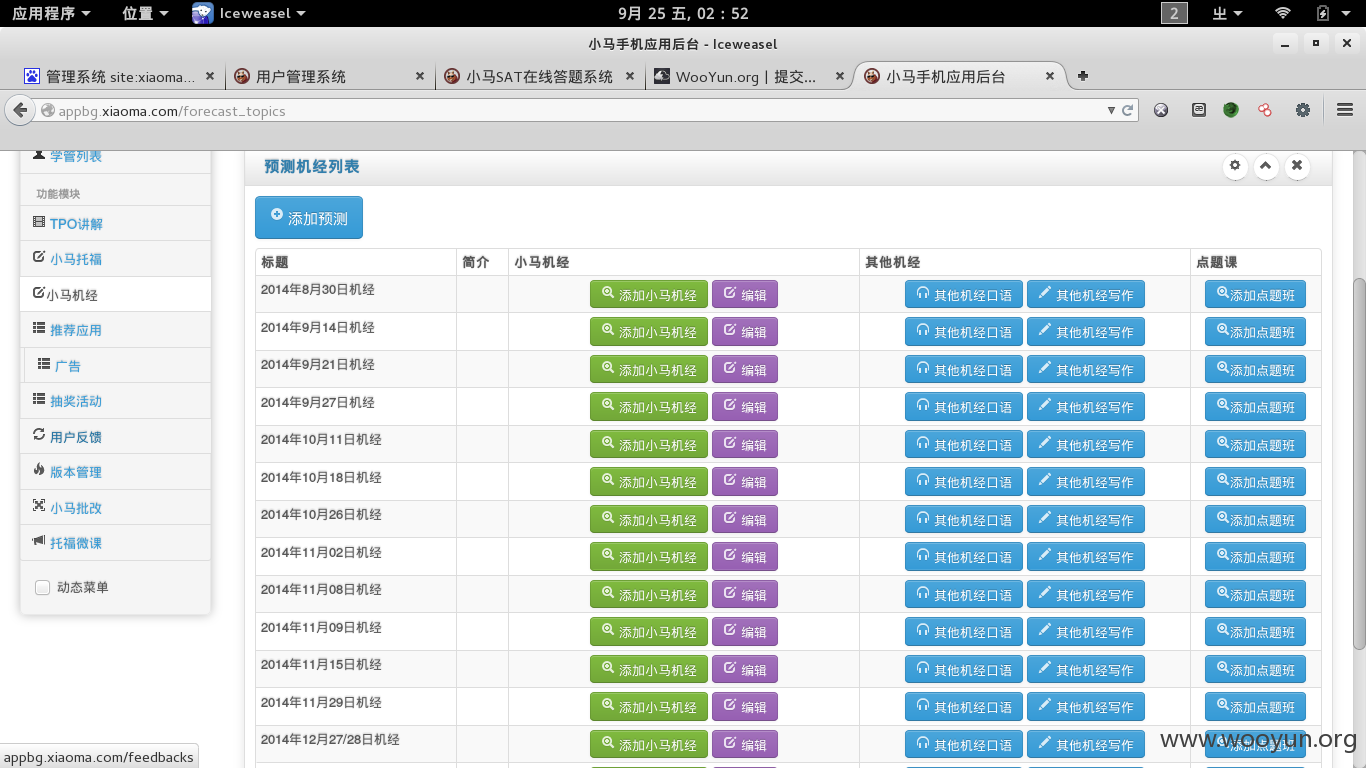 应用程序 位置 Iceweasel 9月 25 五, 02 : 52 2
小马手机应用后台 - Iceweasel
管理系统 site:xiaoma... 用户管理系统 小马SAT在线答题系统 WooYun.org | 提交... 小马手机应用后台
appbg.xiaoma.com/forecast_topics
学管列表
功能模块
TPO讲解
小马托福
小马机经
推荐应用
广告
抽奖活动
用户反馈
版本管理
小马批改
托福微课
动态菜单
预测机经列表
添加预测
标题 简介 小马机经 其他机经 点题课
2014年8月30日机经 添加小马机经 编辑 其他机经口语 其他机经写作 添加点题班
2014年9月14日机经 添加小马机经 编辑 其他机经口语 其他机经写作 添加点题班
2014年9月21日机经 添加小马机经 编辑 其他机经口语 其他机经写作 添加点题班
2014年9月27日机经 添加小马机经 编辑 其他机经口语 其他机经写作 添加点题班
2014年10月11日机经 添加小马机经 编辑 其他机经口语 其他机经写作 添加点题班
2014年10月18日机经 添加小马机经 编辑 其他机经口语 其他机经写作 添加点题班
2014年10月26日机经 添加小马机经 编辑 其他机经口语 其他机经写作 添加点题班
2014年11月02日机经 添加小马机经 编辑 其他机经口语 其他机经写作 添加点题班
2014年11月08日机经 添加小马机经 编辑 其他机经口语 其他机经写作 添加点题班
2014年11月09日机经 添加小马机经 编辑 其他机经口语 其他机经写作 添加点题班
2014年11月15日机经 添加小马机经 编辑 其他机经口语 其他机经写作 添加点题班
2014年11月29日机经 添加小马机经 编辑 其他机经口语 其他机经写作 添加点题班
2014年12月27/28日机经 添加小马机经 编辑 其他机经口语 其他机经写作 添加点题班
www.wooyun.org
appbg.xiaoma.com/feedbacks